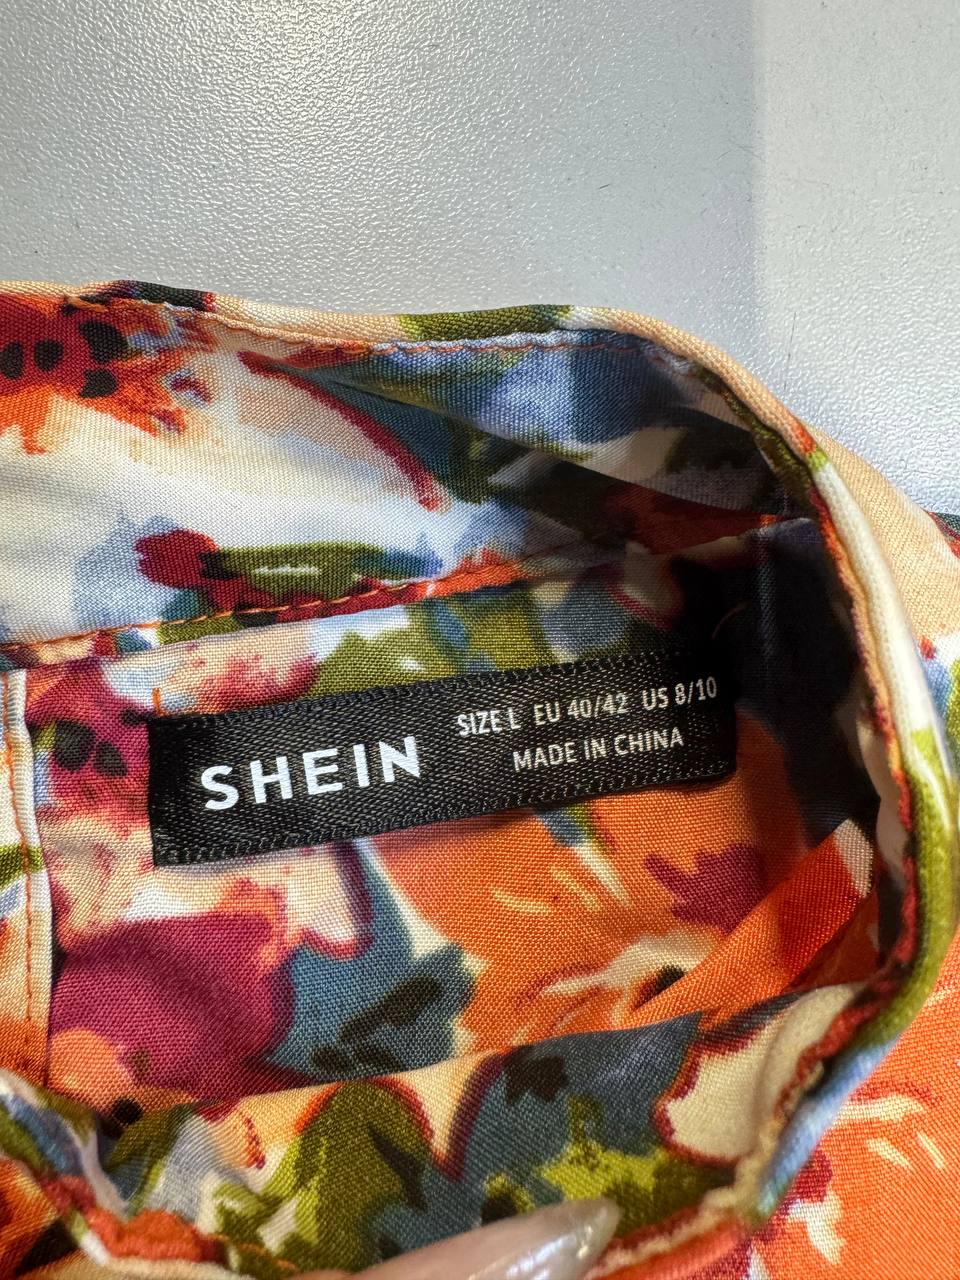 SHEIN
SIZE L EU 40/42 US 8/10
MADE IN CHINA